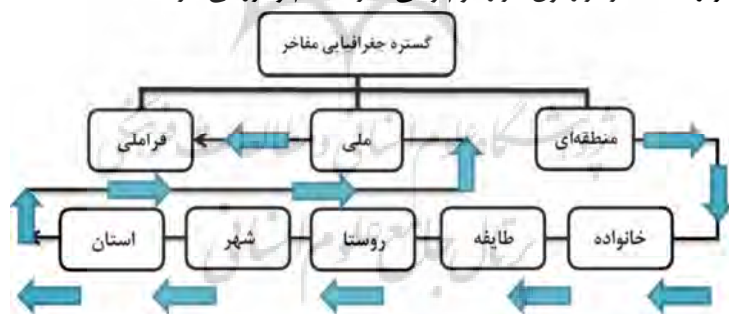 گستره جغرافیایی مفاخر
منطقه‌ای
ملی
فراملی
خانواده
طایفه
روستا
شهر
استان